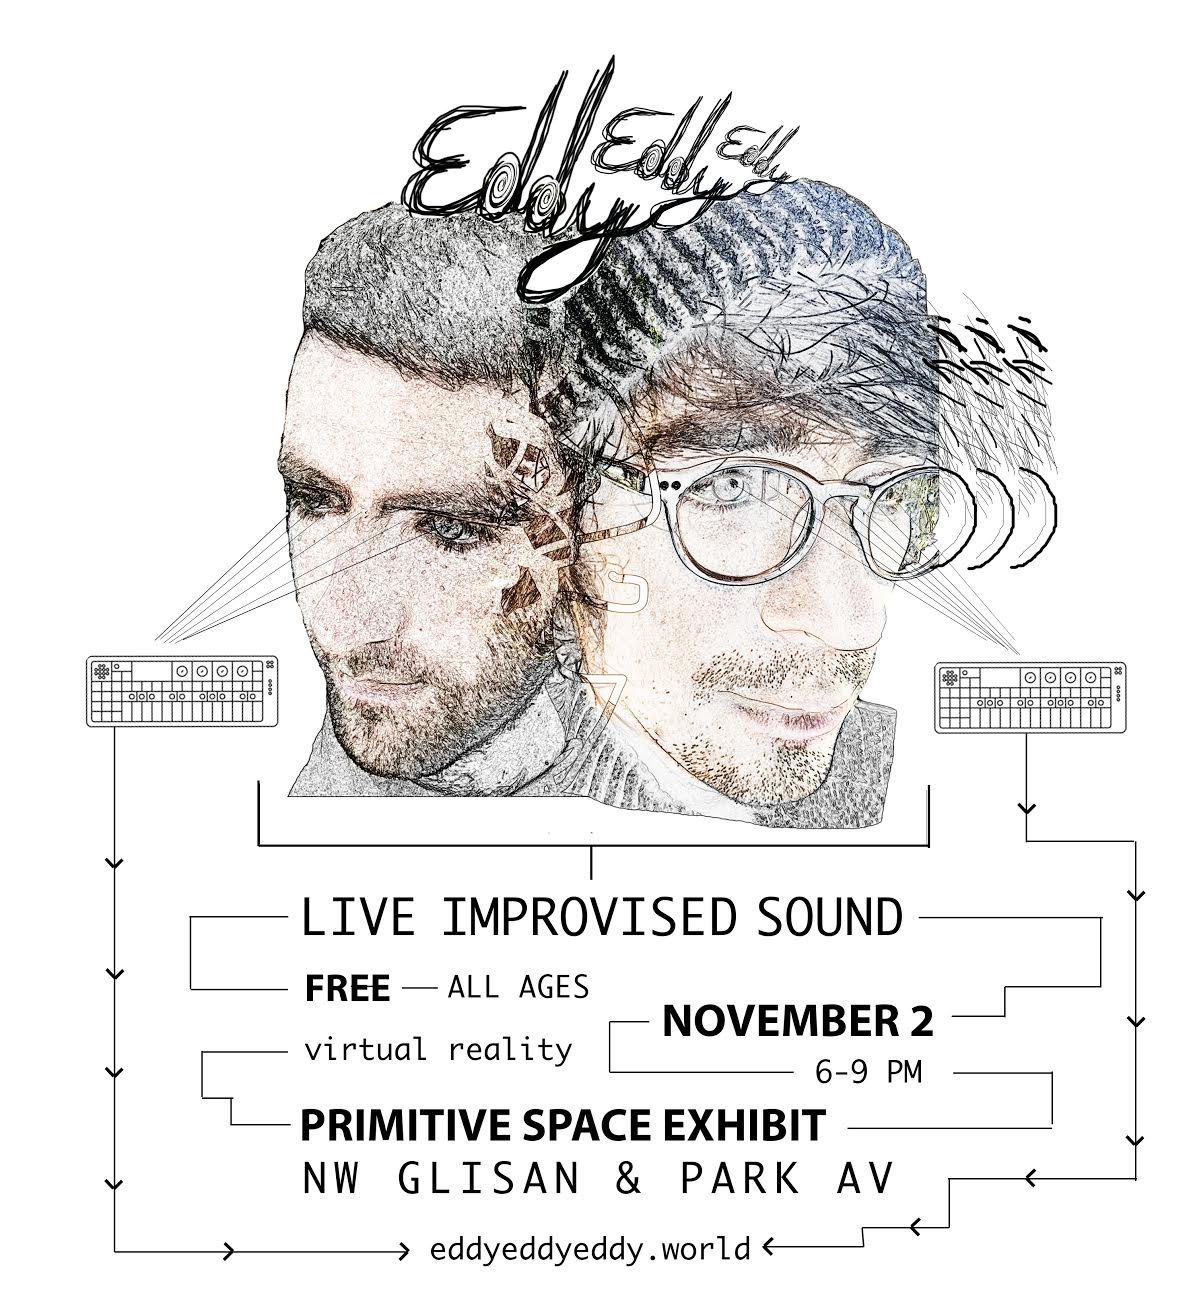 Eddy Eddy Eddy
LIVE IMPROVISED SOUND
FREE — ALL AGES
NOVEMBER 2
virtual reality
6-9 PM
PRIMITIVE SPACE EXHIBIT
NW GLISAN & PARK AV
eddyeddyeddy.world